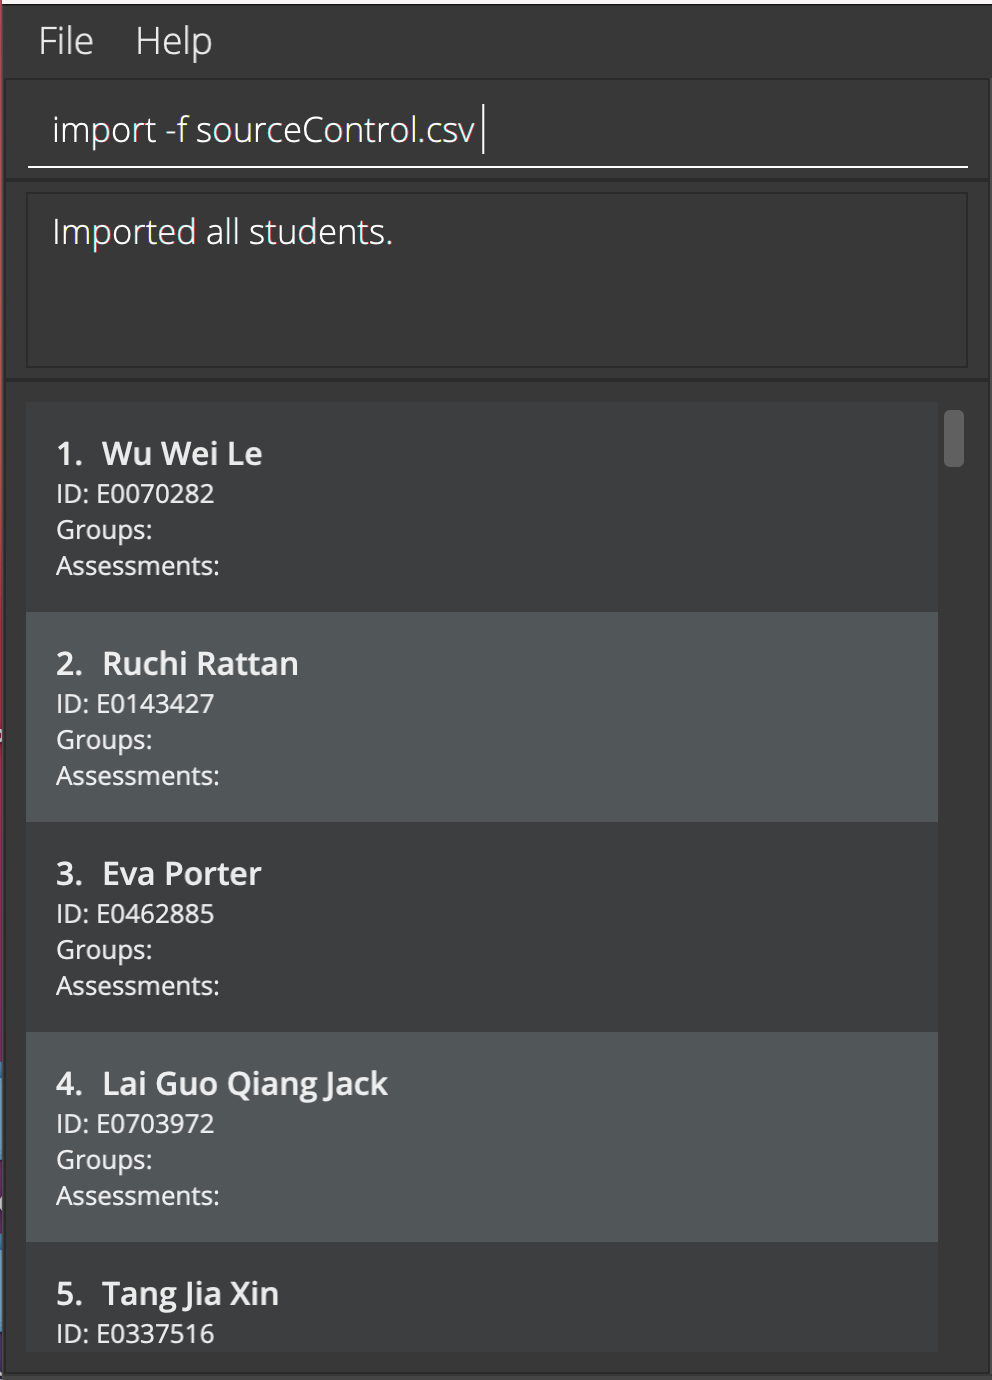 File Help
import -f sourceControl.csv
Imported all students.
1. Wu Wei Le
ID: E0070282
Groups:
Assessments:
2. Ruchi Rattan
ID: E0143427
Groups:
Assessments:
3. Eva Porter
ID: E0462885
Groups:
Assessments:
4. Lai Guo Qiang Jack
ID: E0703972
Groups:
Assessments:
5. Tang Jia Xin
ID: E0337516